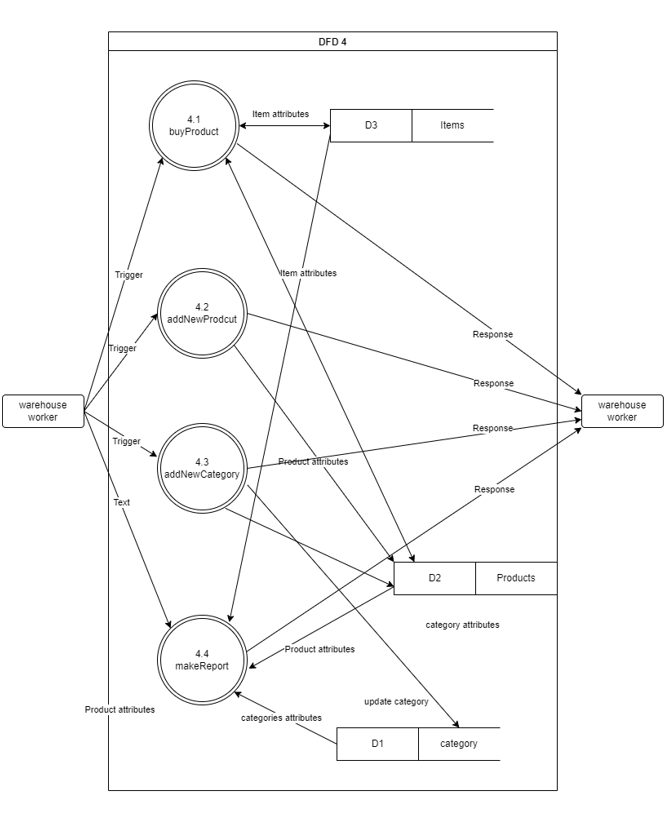 DFD 4
4.1
buyProduct
Item attributes
D3
Items
Trigger
Item attributes
4.2
addNewProdcut
Trigger
Response
Response
warehouse
worker
warehouse
worker
Trigger
4.3
addNewCategory
Product attributes
Response
Text
Response
D2
Products
category attributes
4.4
makeReport
Product attributes
Product attributes
categories attributes
update category
D1
category